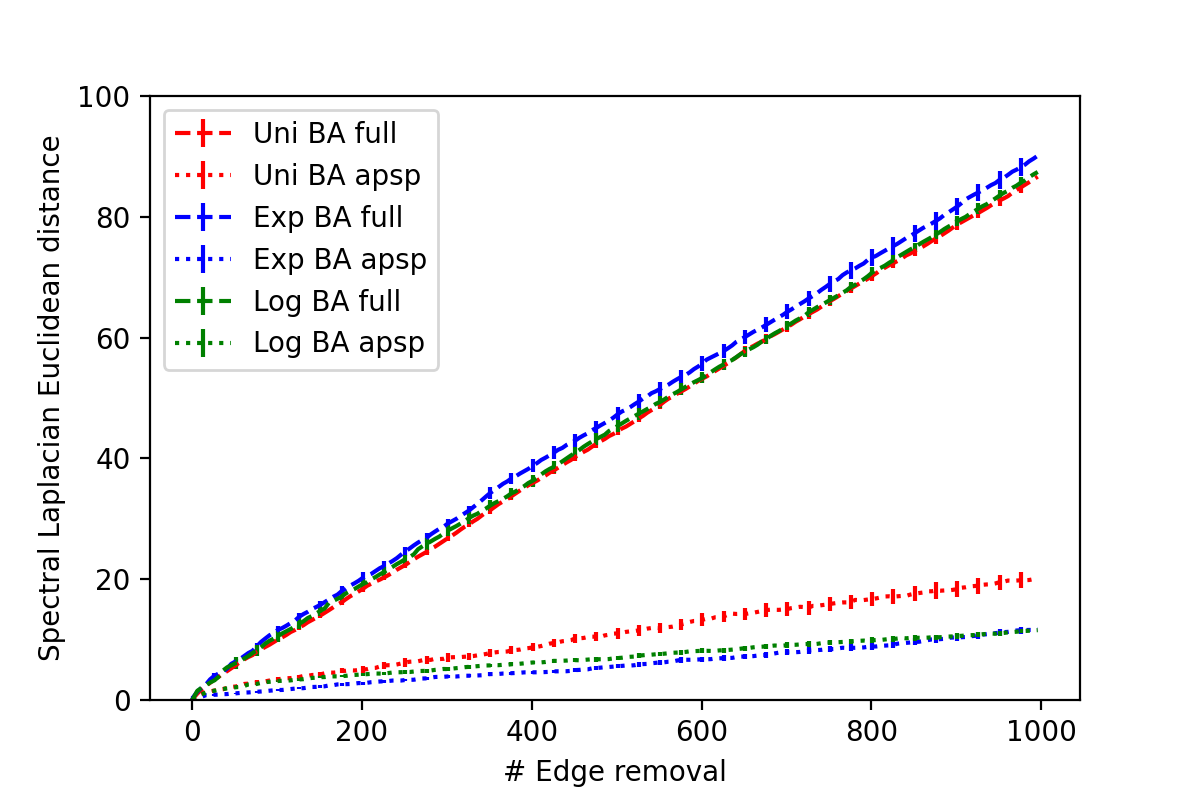 Spectral Laplacian Euclidean distance
100
80
60
40
20
0
Uni BA full
Uni BA apsp
Exp BA full
Exp BA apsp
Log BA full
Log BA apsp
0 200 400 600 800 1000
# Edge removal